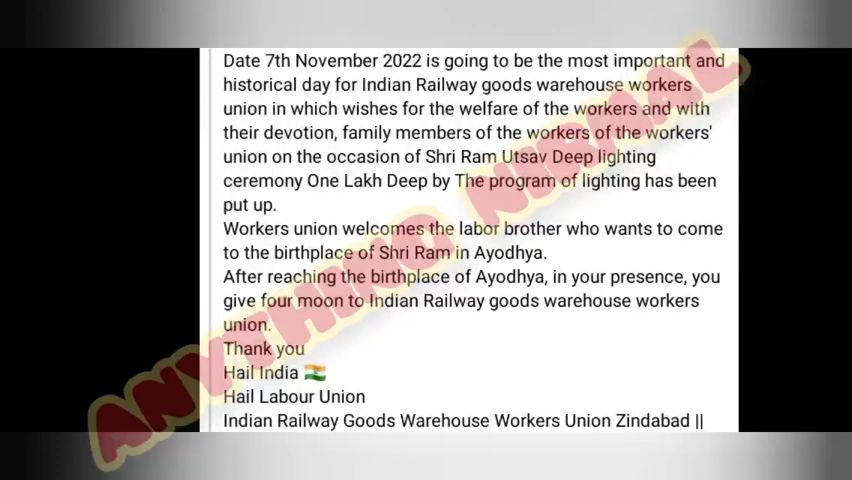 Date 7th November 2022 is going to be the most important and
historical day for Indian Railway goods warehouse workers
union in which wishes for the welfare of the workers and with
their devotion, family members of the workers of the workers'
union on the occasion of Shri Ram Utsav Deep lighting
ceremony One Lakh Deep by The program of lighting has been
put up.
Workers union welcomes the labor brother who wants to come
to the birthplace of Shri Ram in Ayodhya.
After reaching the birthplace of Ayodhya, in your presence, you
give four moon to Indian Railway goods warehouse workers
union.
Thank you
Hail India 🇮🇳
Hail Labour Union
Indian Railway Goods Warehouse Workers Union Zindabad ||
ANYTHING NIRMAL